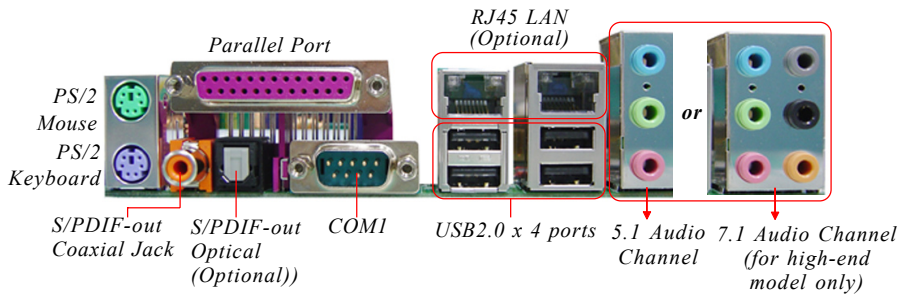 RJ45 LAN
(Optional)
Parallel Port
PS/2
Mouse
PS/2
Keyboard
or
S/PDIF-out
Coaxial Jack
S/PDIF-out
Optical
(Optional))
COM1
USB2.0 x 4 ports
5.1 Audio
Channel
7.1 Audio Channel
(for high-end
model only)